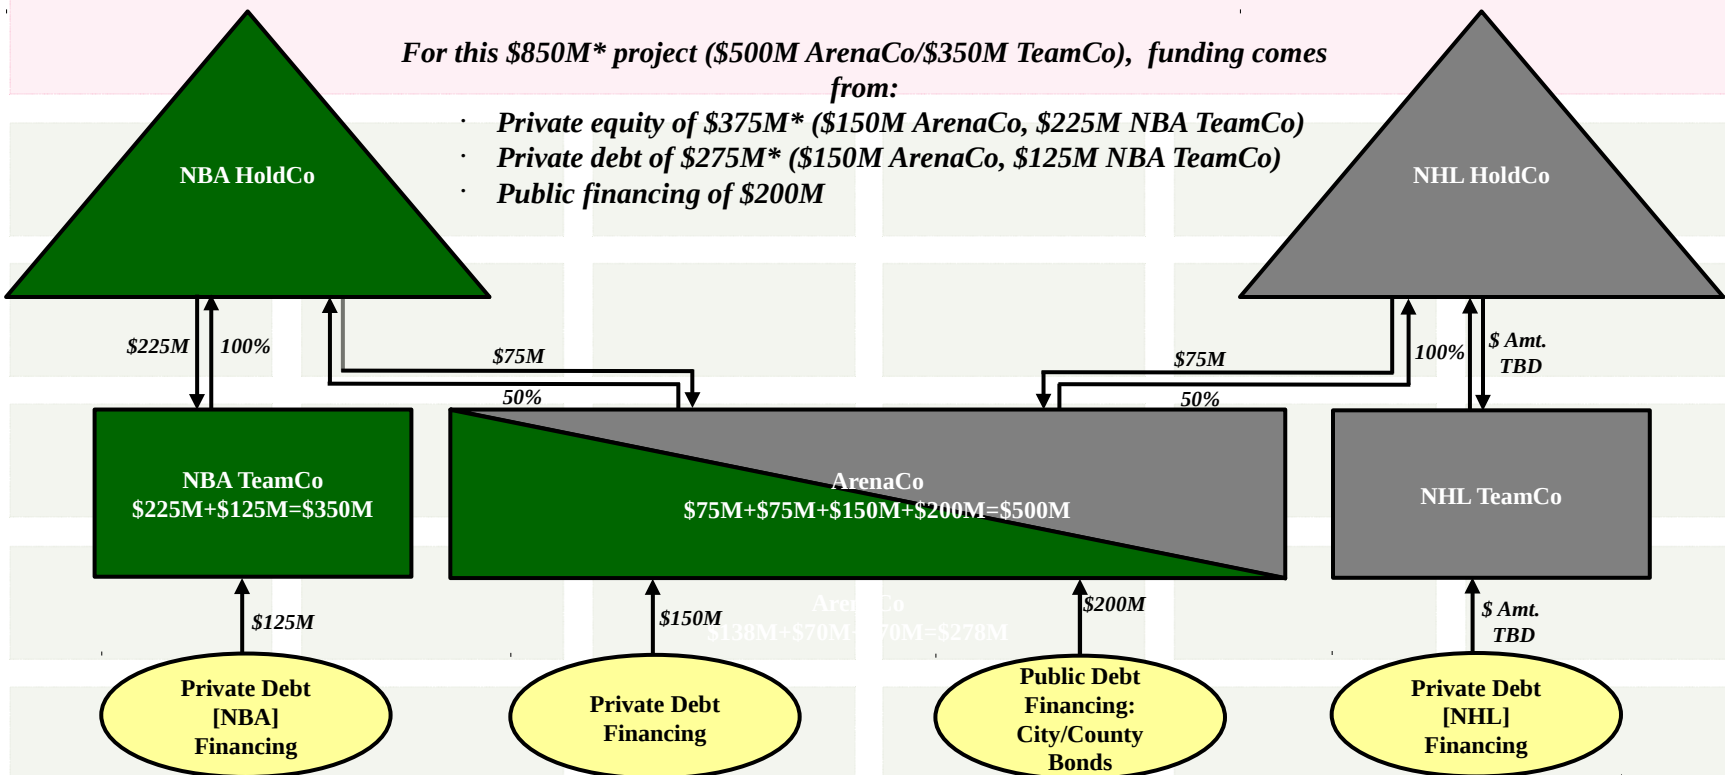 For this $850M* project ($500M ArenaCo/$350M TeamCo),  funding comes
from:
· Private equity of $375M* ($150M ArenaCo, $225M NBA TeamCo)
· Private debt of $275M* ($150M ArenaCo, $125M NBA TeamCo)
· Public financing of $200M
NBA HoldCo
NHL HoldCo
$225M
100%
$75M
50%
$75M
50%
100%
$ Amt.
TBD
NBA TeamCo
$225M+$125M=$350M
ArenaCo
$75M+$75M+$150M+$200M=$500M
NHL TeamCo
$125M
$150M
$200M
$ Amt.
TBD
Private Debt
[NBA]
Financing
Private Debt
Financing
Public Debt
Financing:
City/County
Bonds
Private Debt
[NHL]
Financing